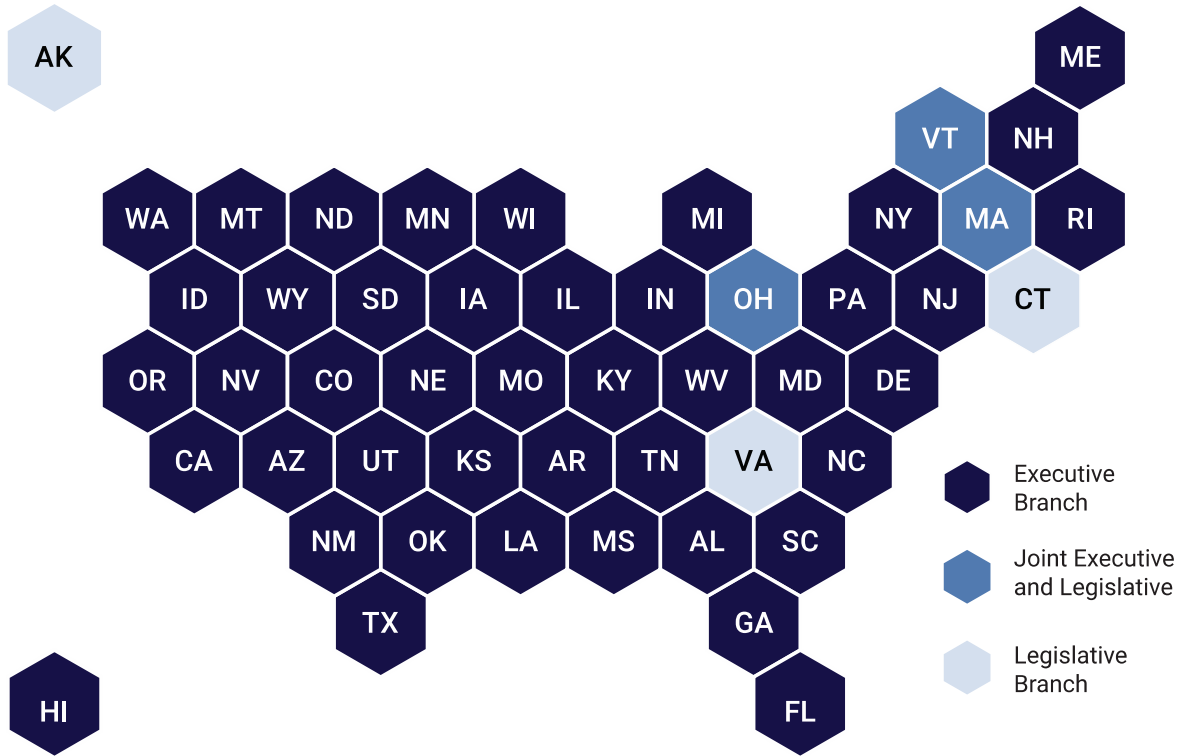 AK
ME
VT NH
WA MT ND MN WI MI NY MA RI
ID WY SD IA IL IN OH PA NJ CT
OR NV CO NE MO KY WV MD DE
CA AZ UT KS AR TN VA NC
NM OK LA MS AL SC
TX GA
HI FL
Executive
Branch
Joint Executive
and Legislative
Legislative
Branch